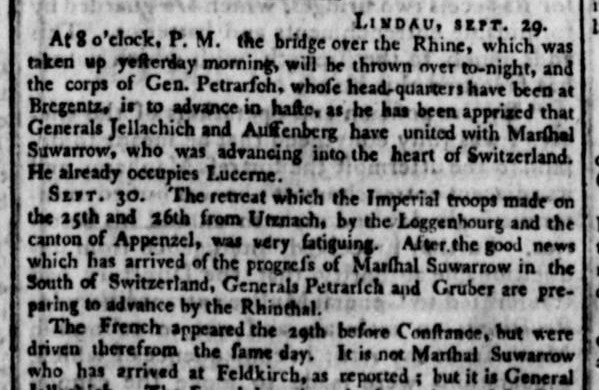 LINDAU, SEPT. 29.
At 8 o'clock, P. M. the bridge over the Rhine, which was
taken up yeſterday morning, will be thrown over to-night, and
the corps of Gen. Petrarſch, whoſe head-quarters have been at
Bregentz, is to advance in haſte, as he has been apprized that
Generals Jellachich and Auffenberg have united with Marſhal
Suwarrow, who was advancing into the heart of Switzerland.
He already occupies Lucerne.
SEPT. 30. The retreat which the Imperial troops made on
the 25th and 26th from Utznach, by the Loggenbourg and the
canton of Appenzel, was very fatiguing. After the good news
which has arrived of the progreſs of Marſhal Suwarrow in the
South of Switzerland, Generals Petrarſch and Gruber are pre-
paring to advance by the Rhinthal.
The French appeared the 29th before Conſtance, but were
driven therefrom the ſame day. It is not Marſhal Suwarrow
who has arrived at Feldkirch, as reported; but it is General